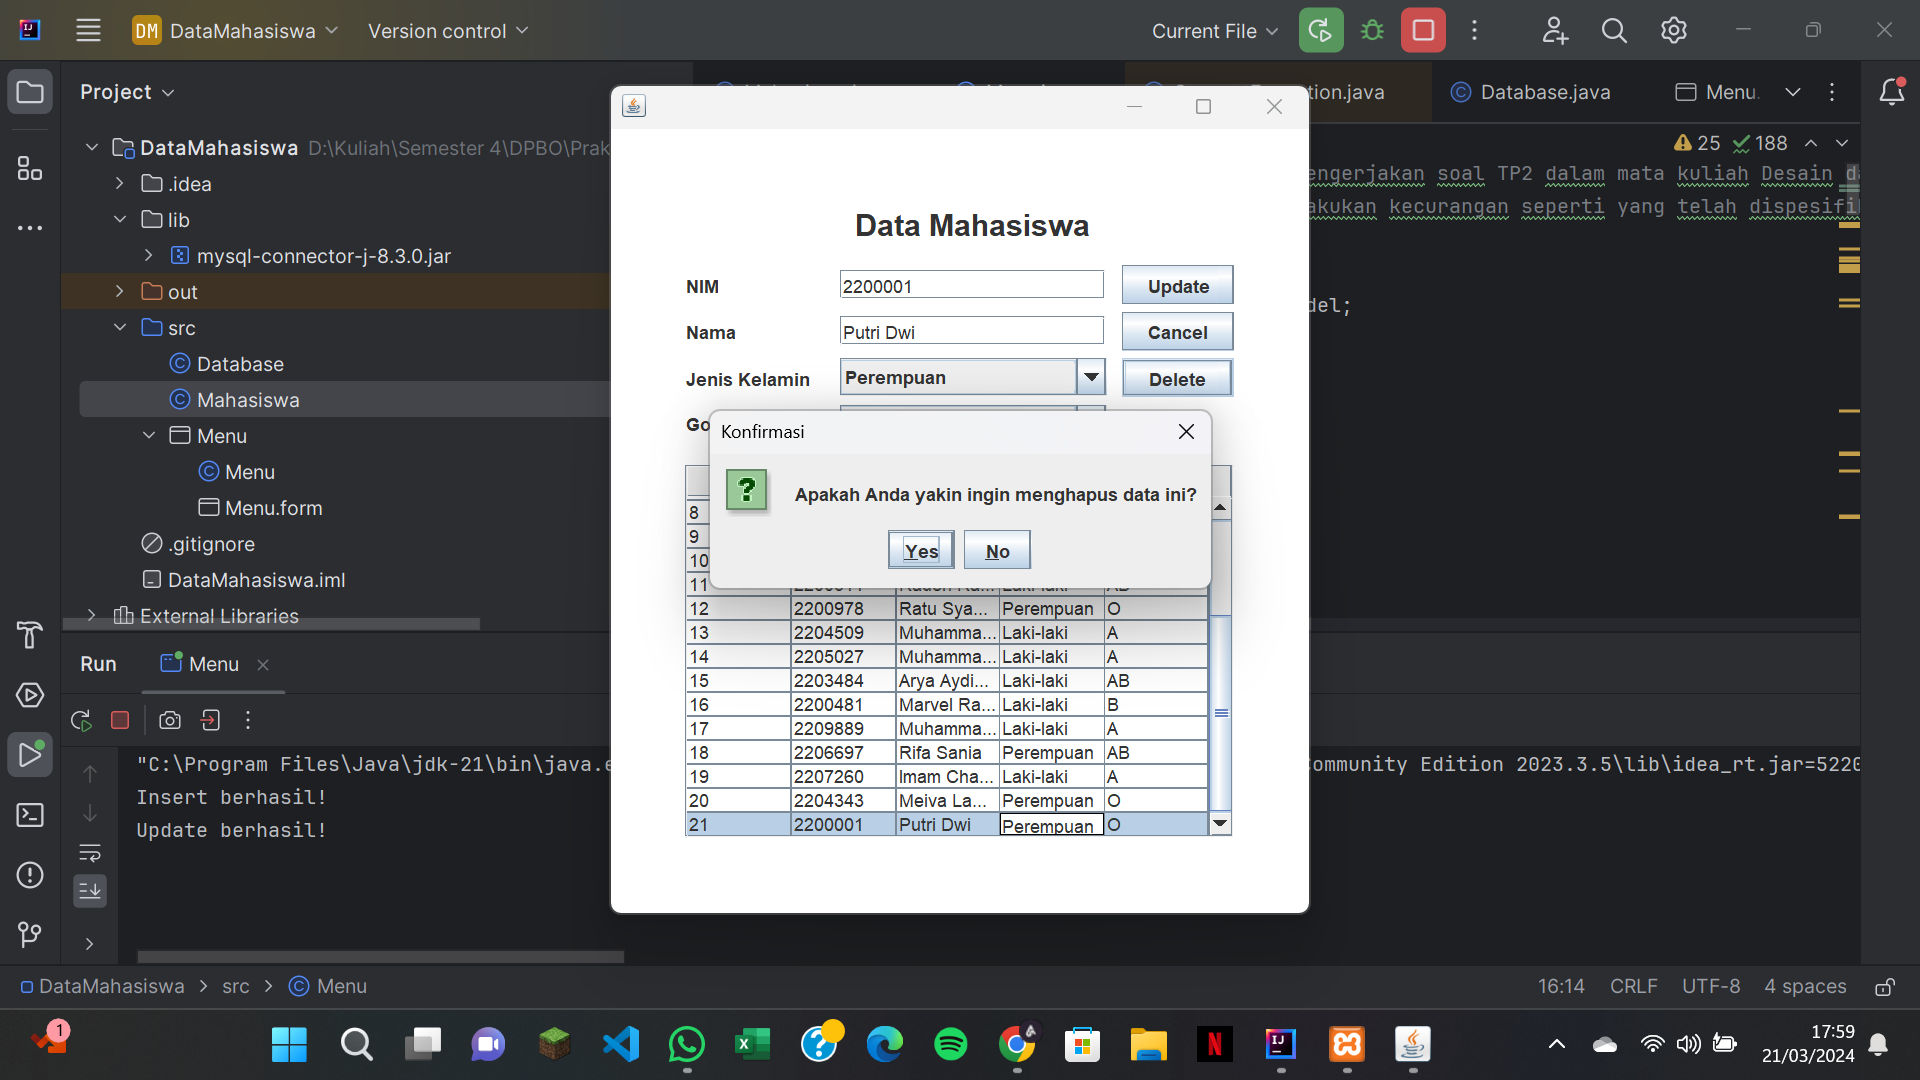 DM DataMahasiswa Version control Current File
Project
tion.java Database.java Menu.
DataMahasiswa D:\Kuliah\Semester 4\DPBO\Prak
25 188
.idea
lib
mysql-connector-j-8.3.0.jar
out
src
Database
Mahasiswa
Menu
Menu
Menu.form
.gitignore
DataMahasiswa.iml
External Libraries
engerjakan soal TP2 dalam mata kuliah Desain d
akukan kecurangan seperti yang telah dispesifi
del;
Data Mahasiswa
NIM 2200001 Update
Nama Putri Dwi Cancel
Jenis Kelamin Perempuan Delete
Go
Konfirmasi
Apakah Anda yakin ingin menghapus data ini?
Yes No
8
9
10
11
12 2200978 Ratu Sya... Perempuan O
13 2204509 Muhamma... Laki-laki A
14 2205027 Muhamma... Laki-laki A
15 2203484 Arya Aydi... Laki-laki AB
16 2200481 Marvel Ra... Laki-laki B
17 2209889 Muhamma... Laki-laki A
18 2206697 Rifa Sania Perempuan AB
19 2207260 Imam Cha... Laki-laki A
20 2204343 Meiva La... Perempuan O
21 2200001 Putri Dwi Perempuan O
Run Menu
"C:\Program Files\Java\jdk-21\bin\java.e
ommunity Edition 2023.3.5\lib\idea_rt.jar=5220
Insert berhasil!
Update berhasil!
DataMahasiswa > src > Menu
16:14 CRLF UTF-8 4 spaces
1
17:59
21/03/2024